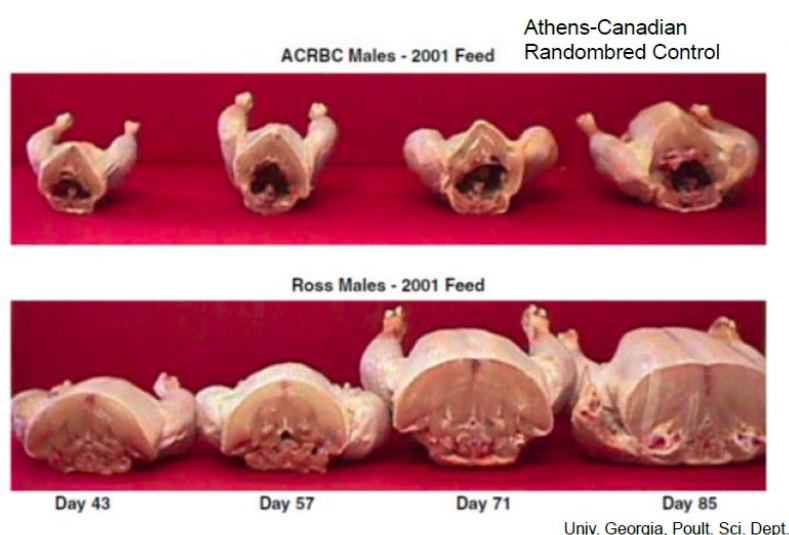 Athens-Canadian
ACRBC Males - 2001 Feed
Randombred Control
Ross Males - 2001 Feed
Day 43
Day 57
Day 71
Day 85
Univ. Georgia, Poult. Sci. Dept.